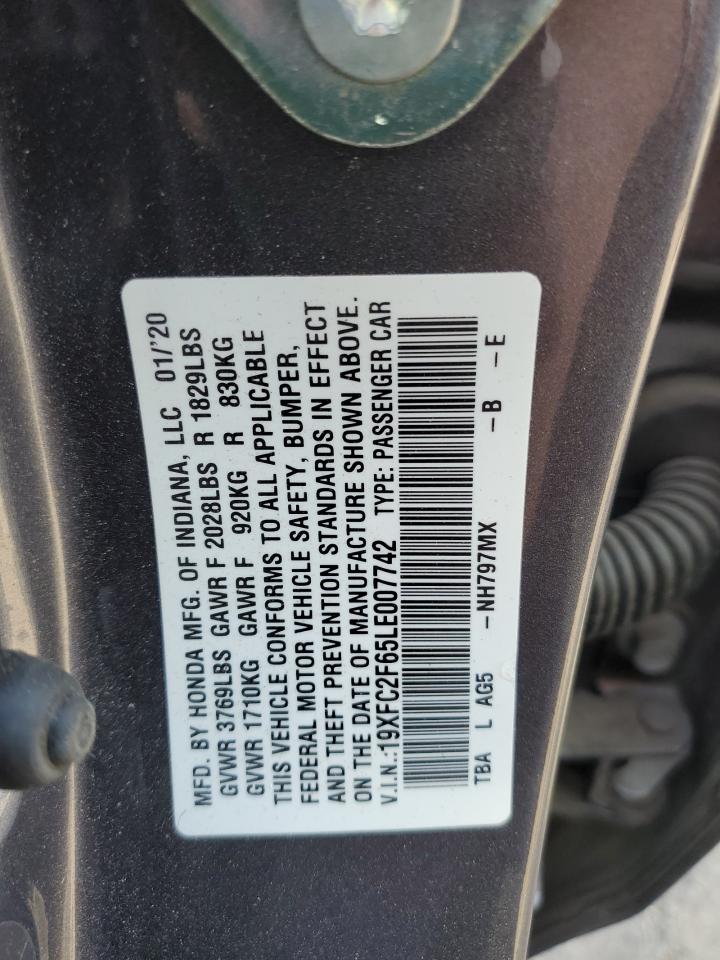 MFD. BY HONDA MFG. OF INDIANA, LLC 01/'20
GVWR 3769LBS GAWR F 2028LBS R 1829LBS
GVWR 1710KG GAWR F 920KG R 830KG
THIS VEHICLE CONFORMS TO ALL APPLICABLE
FEDERAL MOTOR VEHICLE SAFETY, BUMPER,
AND THEFT PREVENTION STANDARDS IN EFFECT
ON THE DATE OF MANUFACTURE SHOWN ABOVE.
V.I.N.:19XFC2F65LE007742 TYPE: PASSENGER CAR
TBA L AG5 -NH797MX -B -E